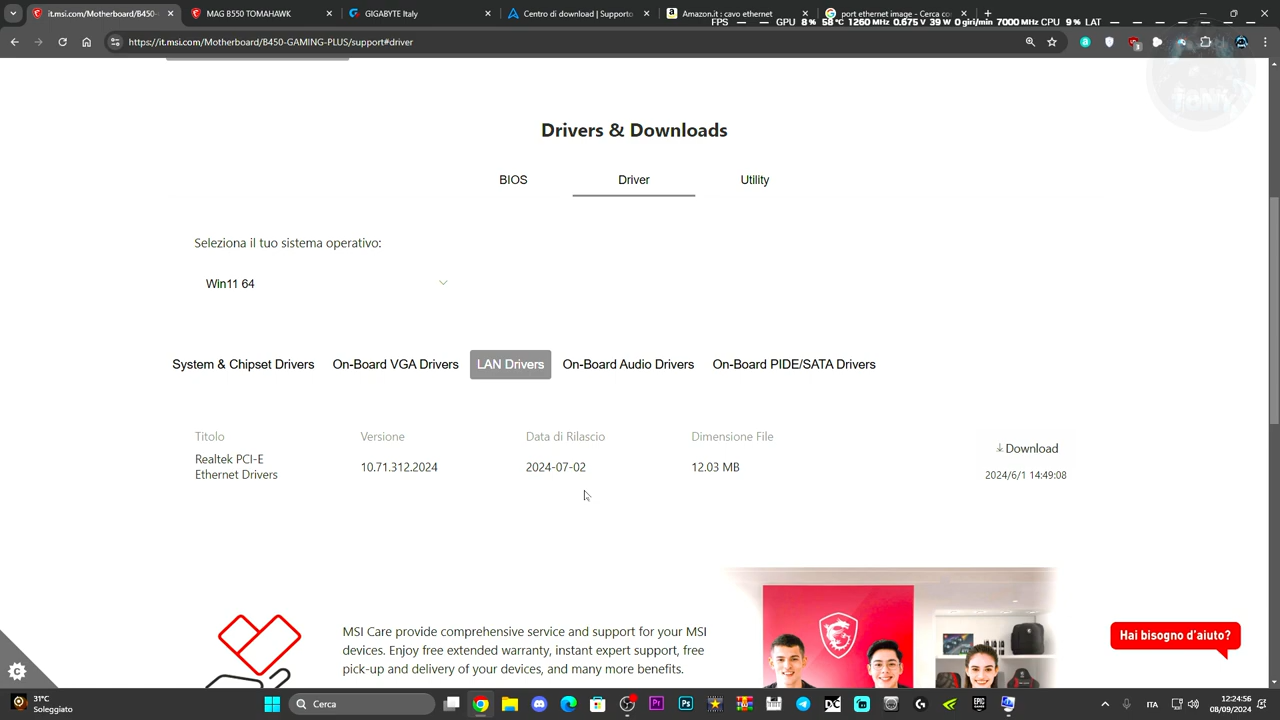 it.msi.com/Motherboard/B450-
MAG B550 TOMAHAWK
GIGABYTE Italy
Centro di download | Supporto
Amazon.it : cavo ethernet
port ethernet image - Cerca co
FPS — — GPU 8 % 58 °C 1260 MHz 0.675 V 39 W 0 giri/min 7000 MHz CPU 9 % LAT — — — — —
https://it.msi.com/Motherboard/B450-GAMING-PLUS/support#driver
3
TONY
Drivers & Downloads
BIOS
Driver
Utility
Seleziona il tuo sistema operativo:
Win11 64
System & Chipset Drivers
On-Board VGA Drivers
LAN Drivers
On-Board Audio Drivers
On-Board PIDE/SATA Drivers
Titolo
Versione
Data di Rilascio
Dimensione File
Realtek PCI-E
Ethernet Drivers
10.71.312.2024
2024-07-02
12.03 MB
Download
2024/6/1 14:49:08
MSI Care provide comprehensive service and support for your MSI
devices. Enjoy free extended warranty, instant expert support, free
pick-up and delivery of your devices, and many more benefits.
Hai bisogno d'aiuto?
31°C
Soleggiato
Cerca
Pr
Ps
EPIC
ITA
12:24:56
08/09/2024